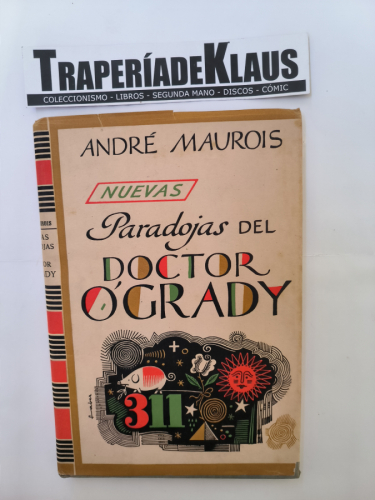 TRAPERÍADEKLAUS
COLECCIONISMO - LIBROS - SEGUNDA MANO - DISCOS - CÓMIC
ANDRÉ MAUROIS
NUEVAS
Paradojas DEL
DOCTOR
O'GRADY
311